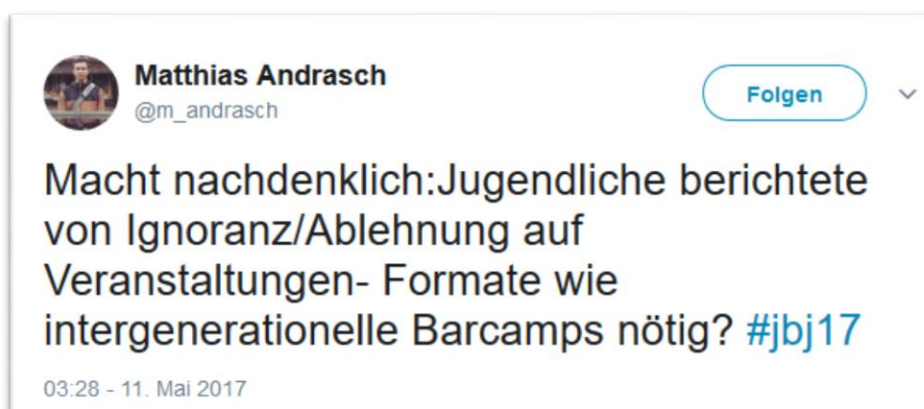 Matthias Andrasch
@m_andrasch
Folgen
Macht nachdenklich:Jugendliche berichtete
von Ignoranz/Ablehnung auf
Veranstaltungen- Formate wie
intergenerationelle Barcamps nötig? #jbj17
03:28 - 11. Mai 2017